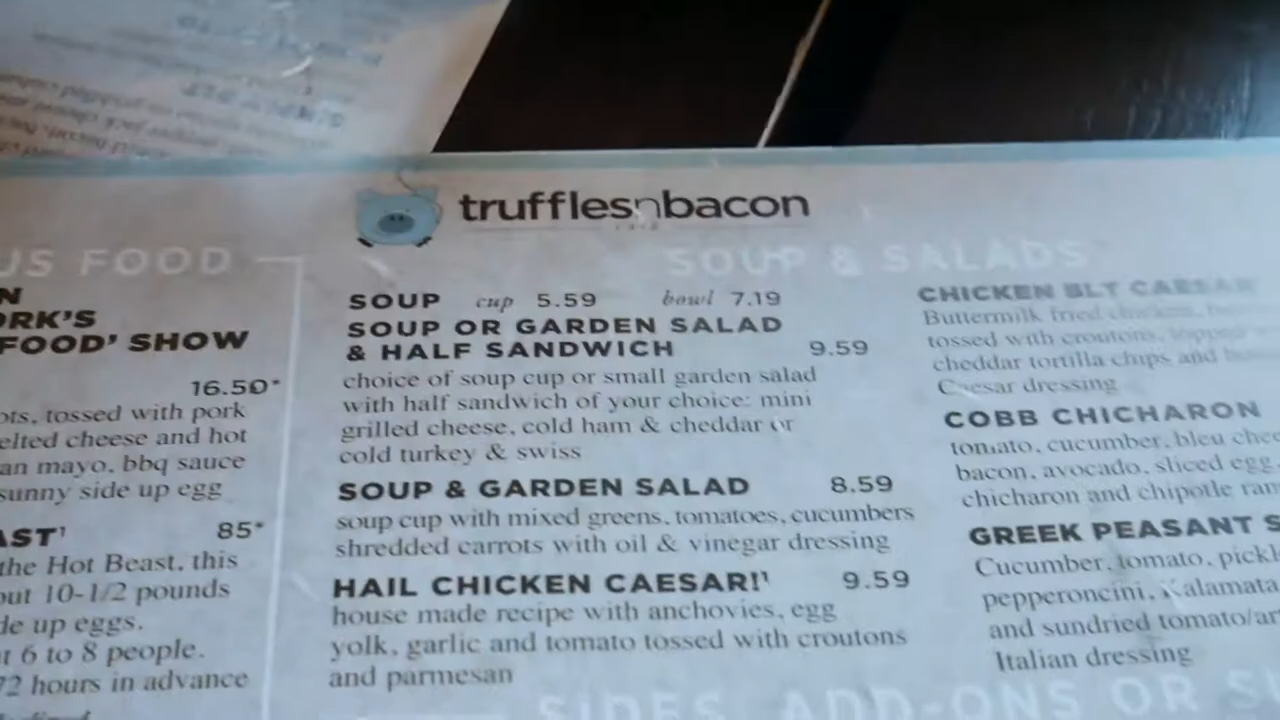 trufflesnbacon
US FOOD
N
ORK'S
FOOD' SHOW
16.50*
ots, tossed with pork
elted cheese and hot
an mayo, bbq sauce
sunny side up egg
AST¹ 85*
the Hot Beast, this
out 10-1/2 pounds
de up eggs.
t 6 to 8 people.
72 hours in advance
SOUP & SALADS
SOUP cup 5.59 bowl 7.19
SOUP OR GARDEN SALAD
& HALF SANDWICH 9.59
choice of soup cup or small garden salad
with half sandwich of your choice: mini
grilled cheese, cold ham & cheddar or
cold turkey & swiss
SOUP & GARDEN SALAD 8.59
soup cup with mixed greens, tomatoes, cucumbers
shredded carrots with oil & vinegar dressing
HAIL CHICKEN CAESAR!¹ 9.59
house made recipe with anchovies, egg
yolk, garlic and tomato tossed with croutons
and parmesan
CHICKEN BLT CAESAR
Buttermilk fried chicken,
tossed with croutons, topped
cheddar tortilla chips and
Caesar dressing
COBB CHICHARON
tomato, cucumber, bleu chee
bacon, avocado, sliced egg,
chicharon and chipotle ran
GREEK PEASANT S
Cucumber, tomato, pickl
pepperoncini, Kalamata
and sundried tomato/ar
Italian dressing
SIDES, ADD-ONS OR SU